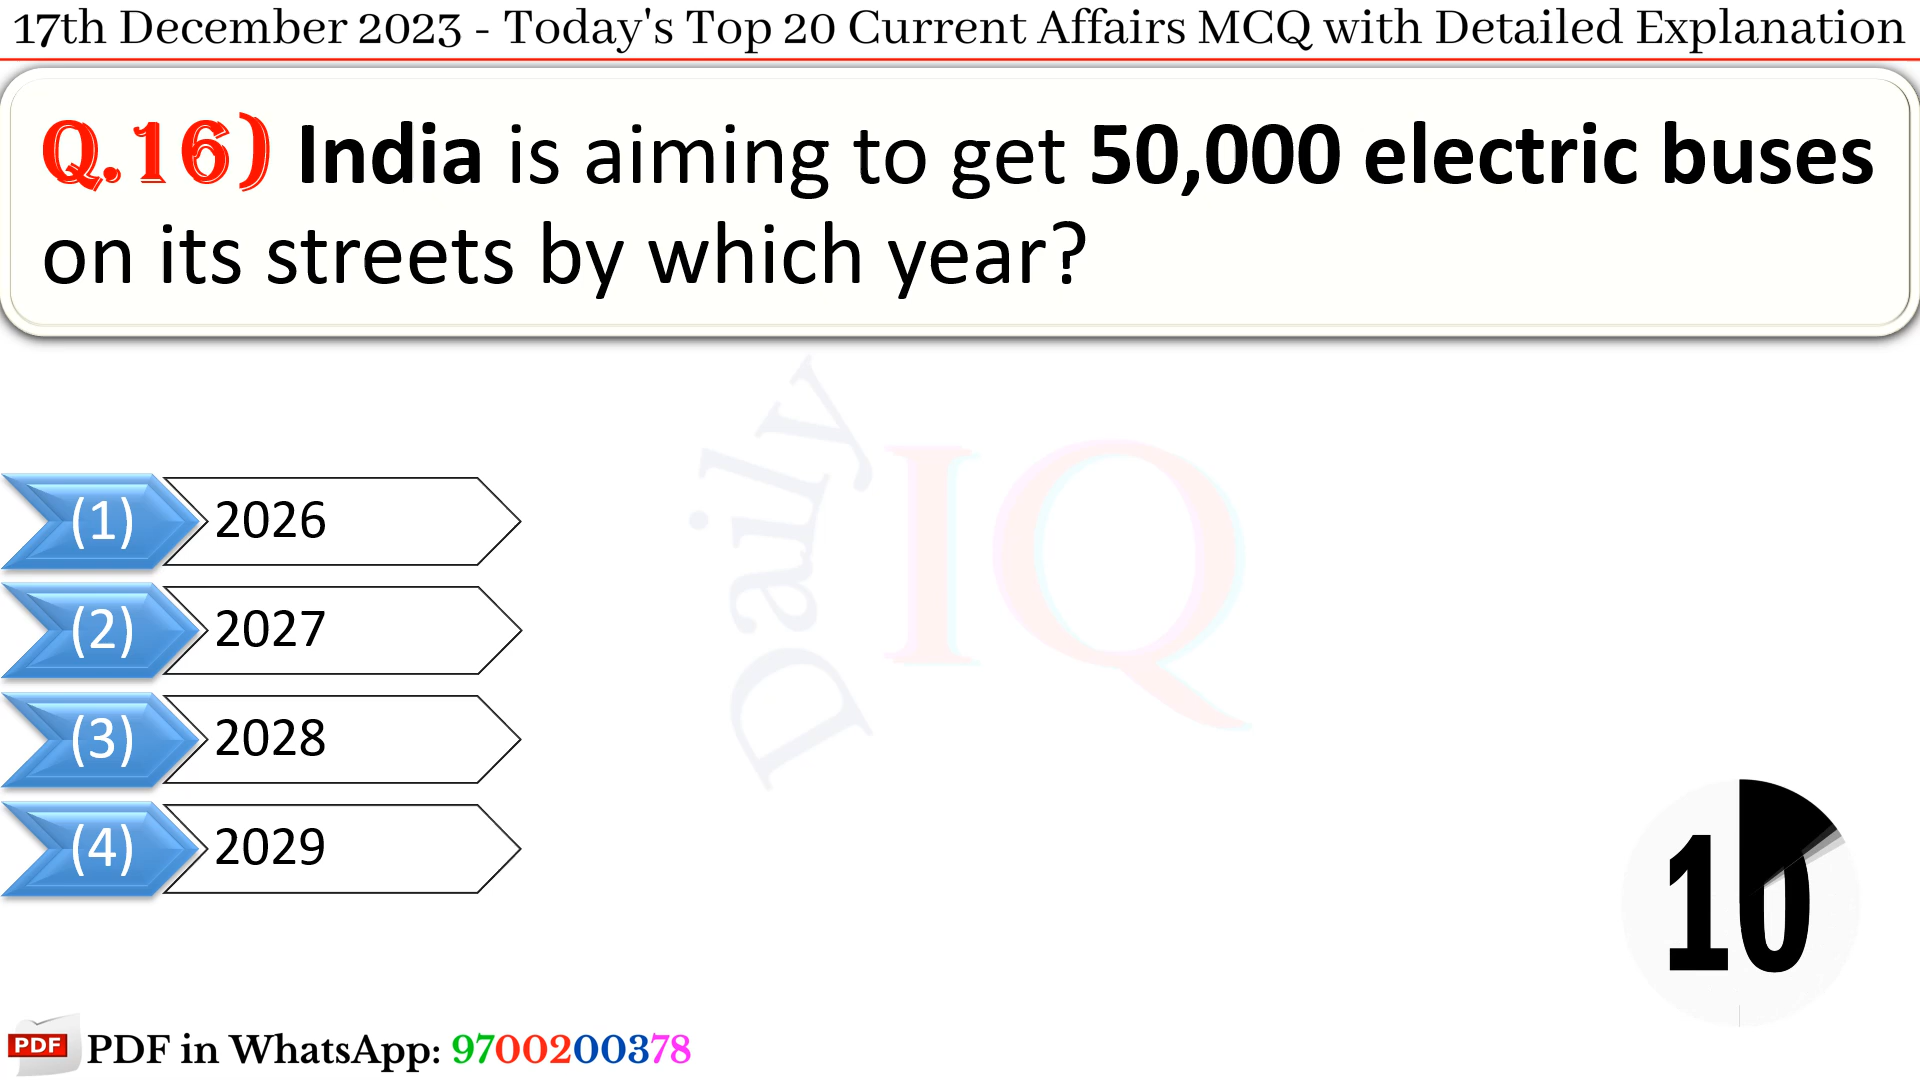 17th December 2023 - Today's Top 20 Current Affairs MCQ with Detailed Explanation
Q.16) India is aiming to get 50,000 electric buses
on its streets by which year?
Daily IQ
(1) 2026
(2) 2027
(3) 2028
(4) 2029
10
PDF PDF in WhatsApp: 9700200378